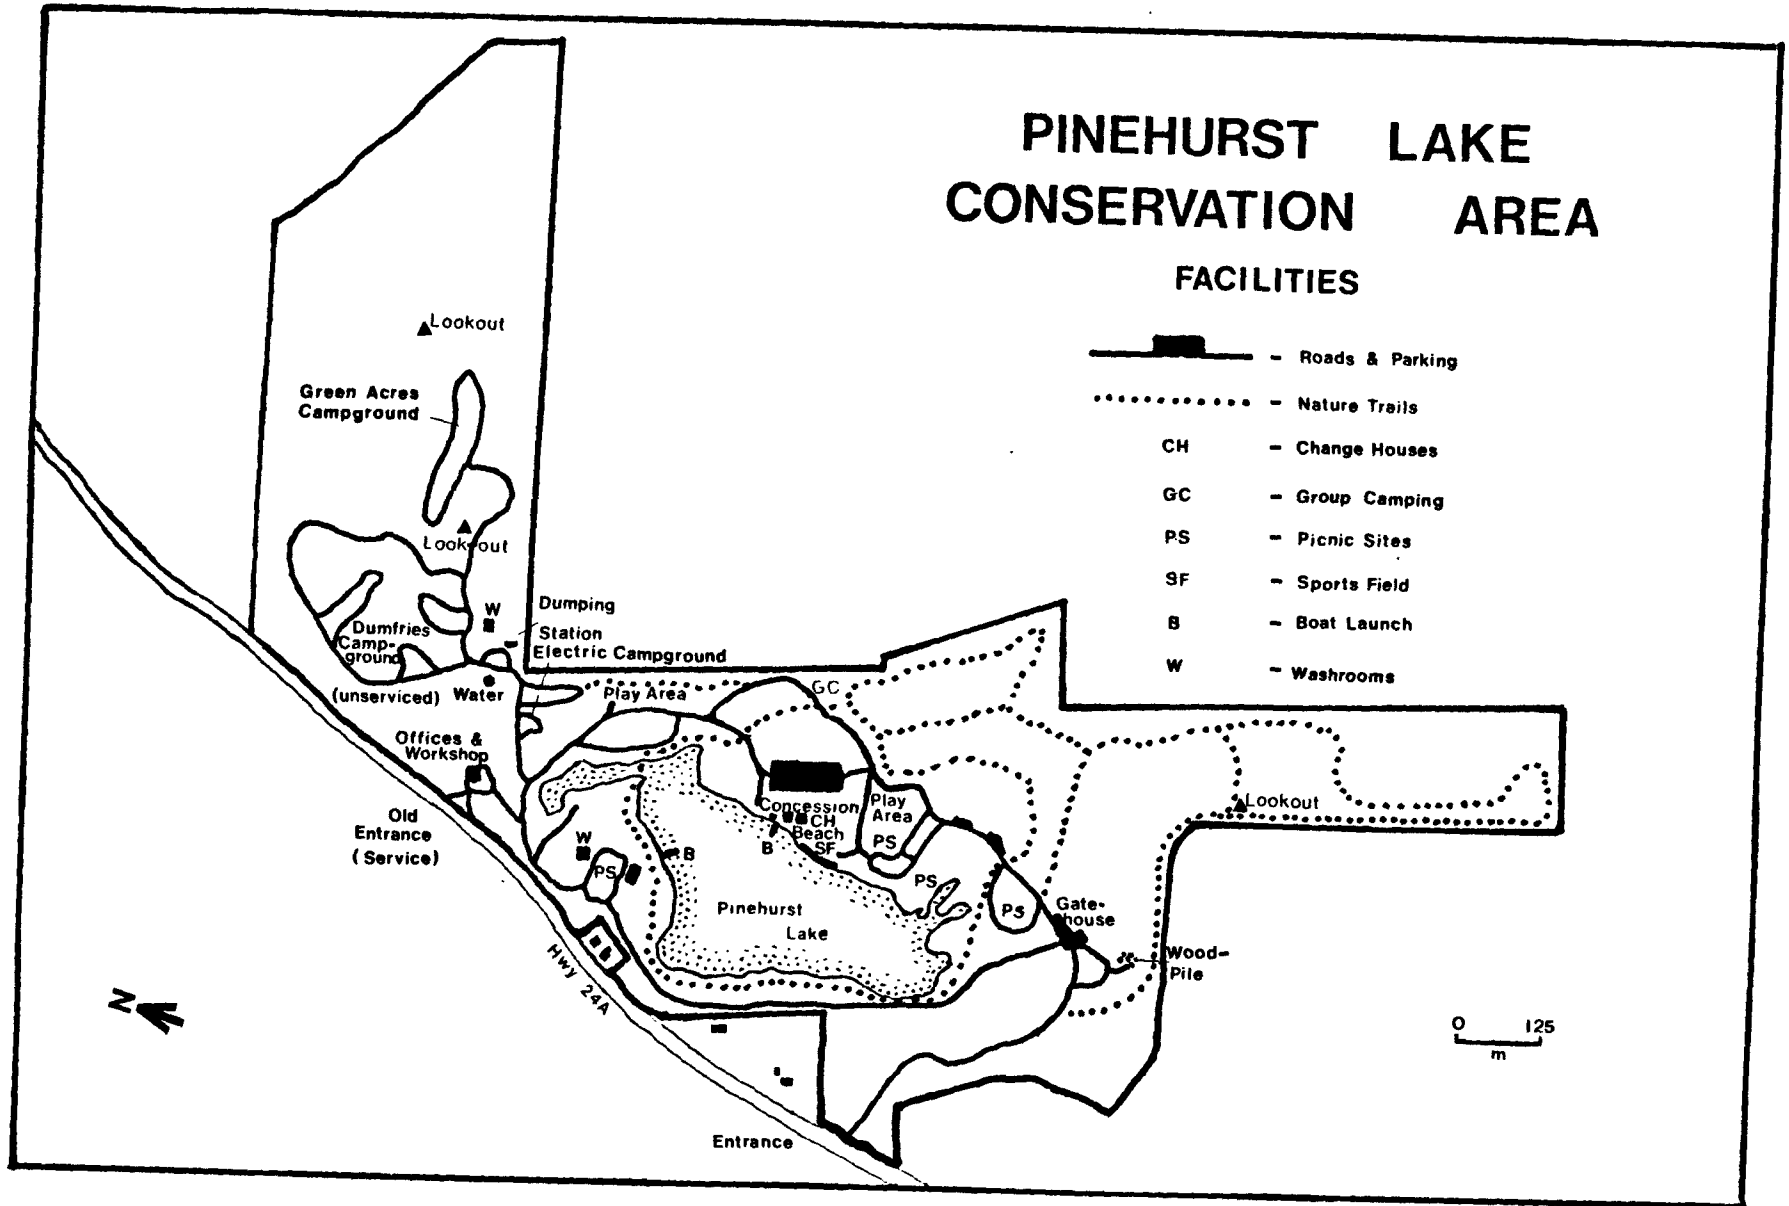 PINEHURST LAKE
CONSERVATION AREA
FACILITIES
– Roads & Parking
– Nature Trails
CH – Change Houses
GC – Group Camping
PS – Picnic Sites
SF – Sports Field
B – Boat Launch
W – Washrooms
Lookout
Green Acres
Campground
Lookout
W
Dumping
Station
Electric Campground
Dumfries
Camp-
ground
(unserviced)
Water
Play Area
GC
Offices &
Workshop
Old
Entrance
(Service)
Concession
CH
Beach
SF
B
Play
Area
PS
Lookout
W
PS
B
PS
PS
Pinehurst
Lake
Gate-
house
Wood-
Pile
Hwy 24A
N
0 125
m
Entrance